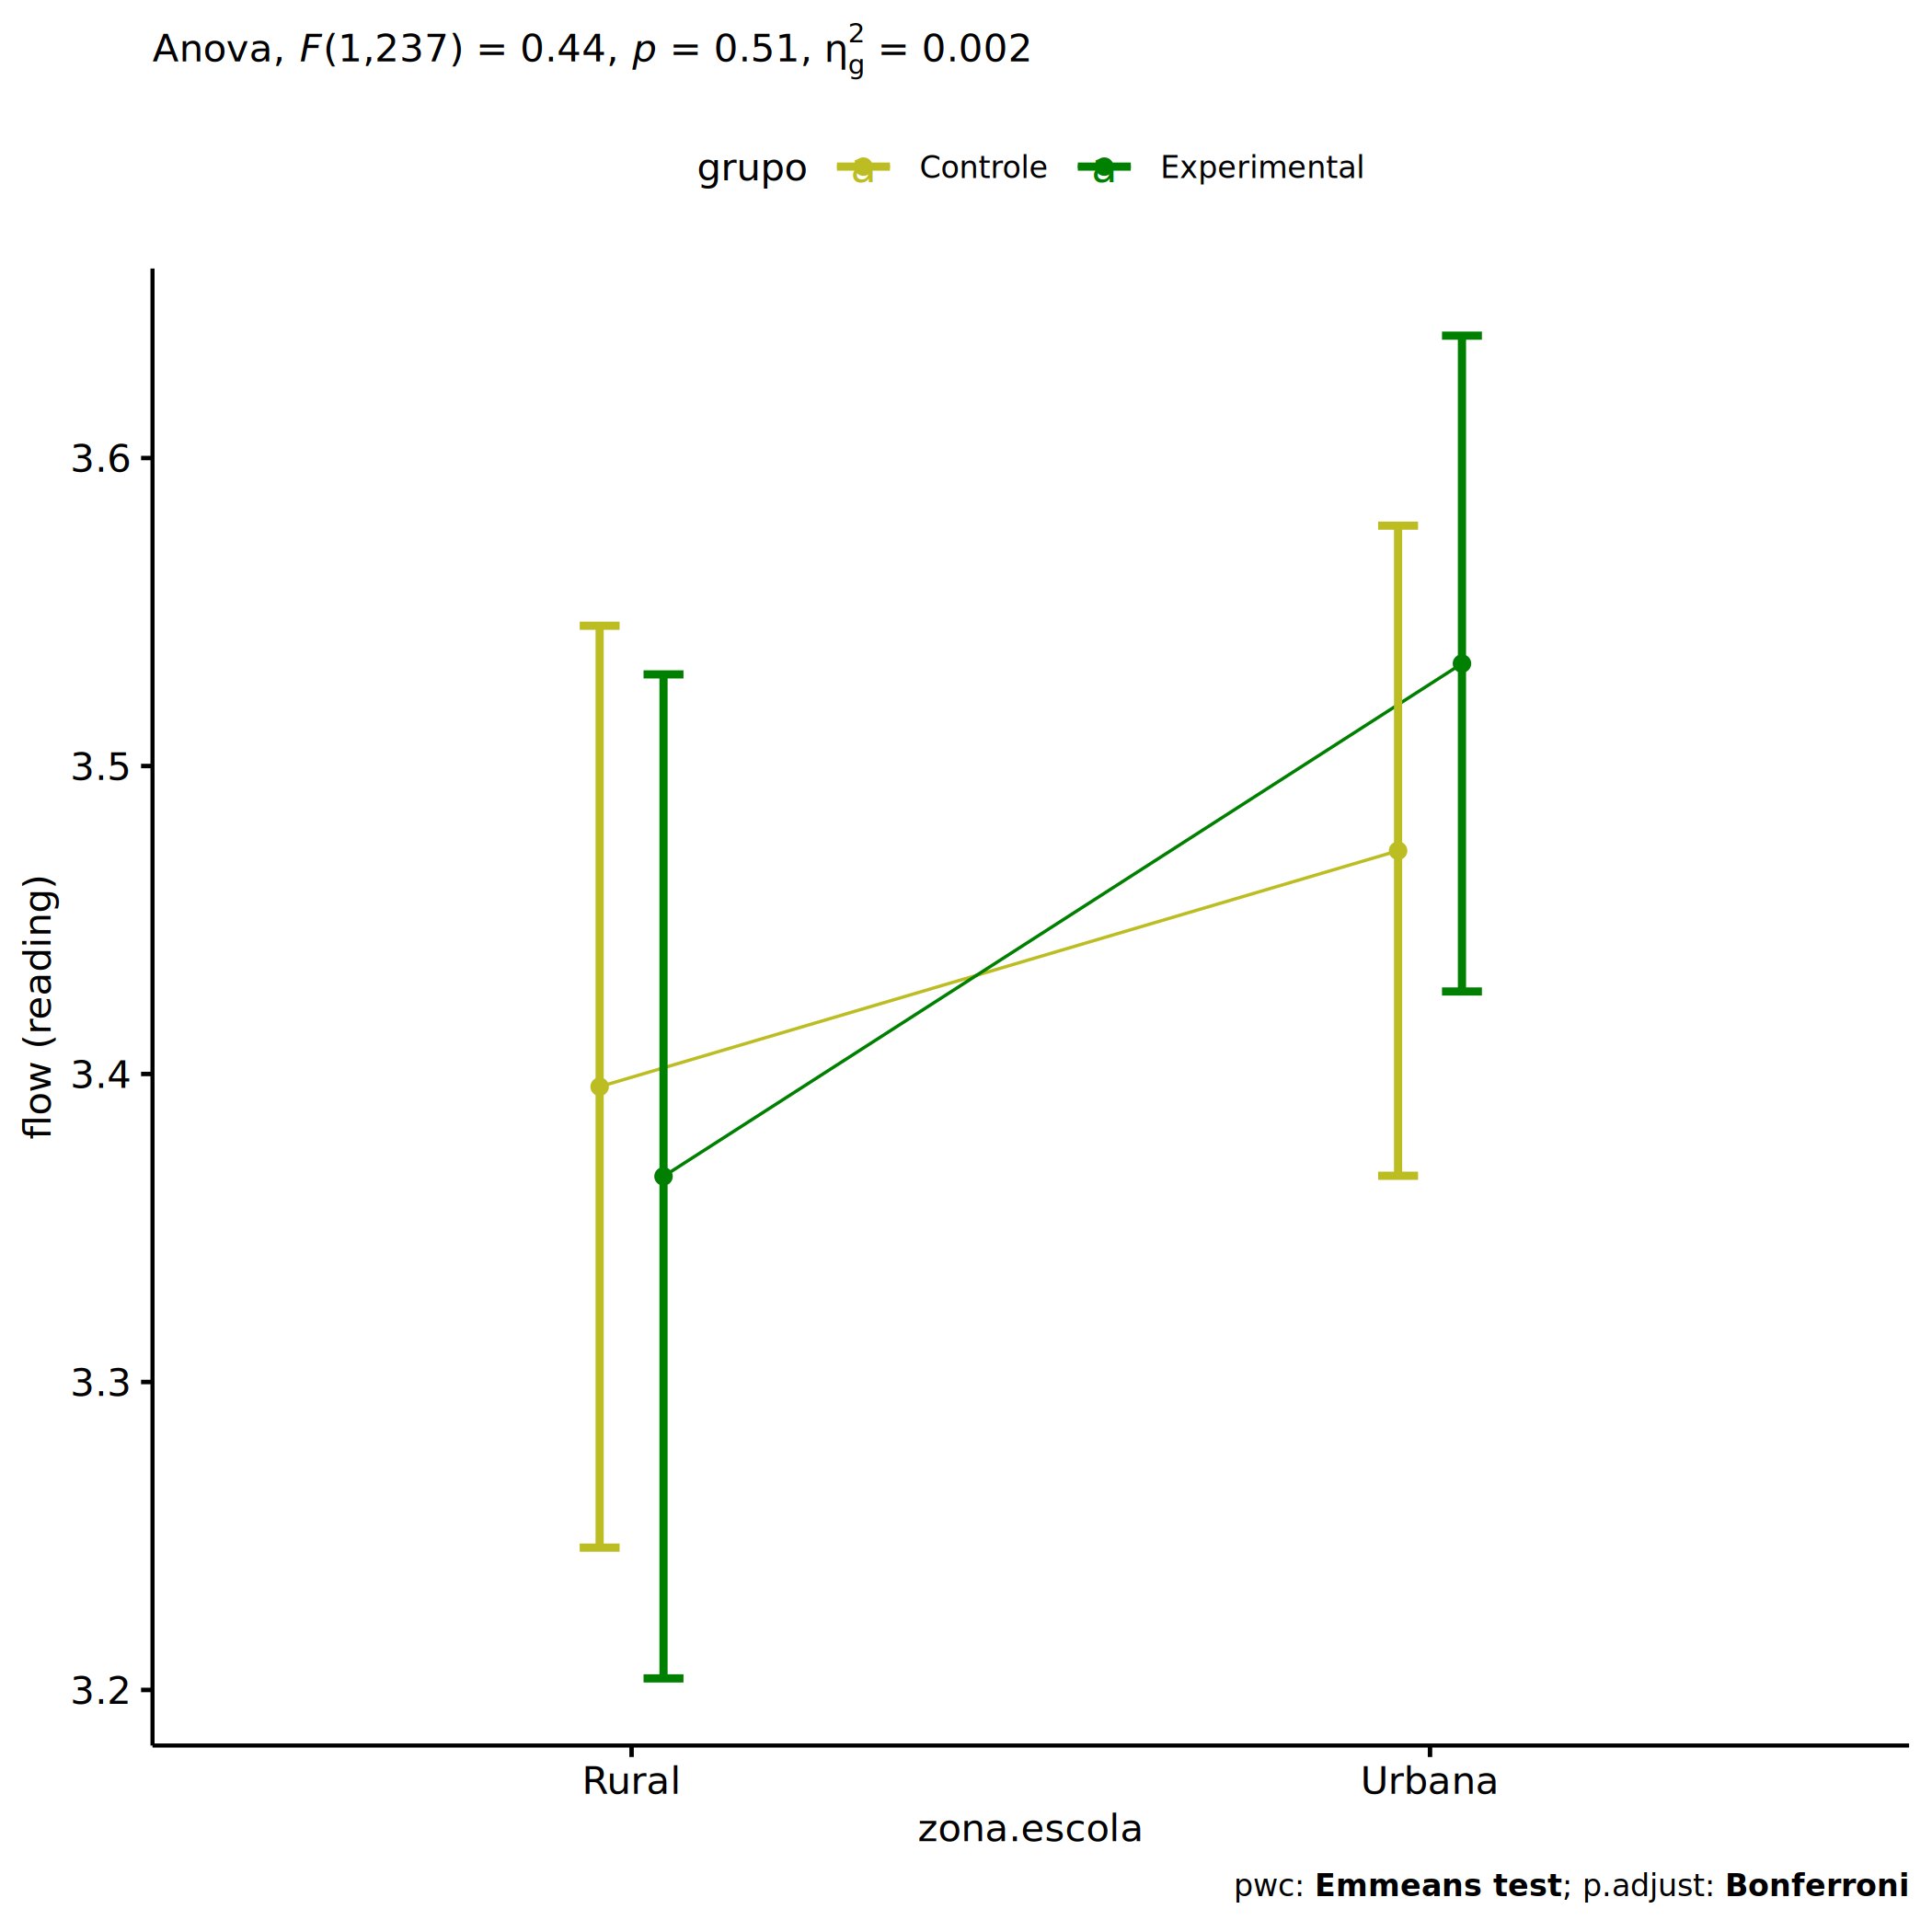 Anova, F(1,237) = 0.44, p = 0.51, η²g = 0.002
grupo a Controle a Experimental
3.6
3.5
3.4
3.3
3.2
flow (reading)
Rural Urbana
zona.escola
pwc: Emmeans test; p.adjust: Bonferroni